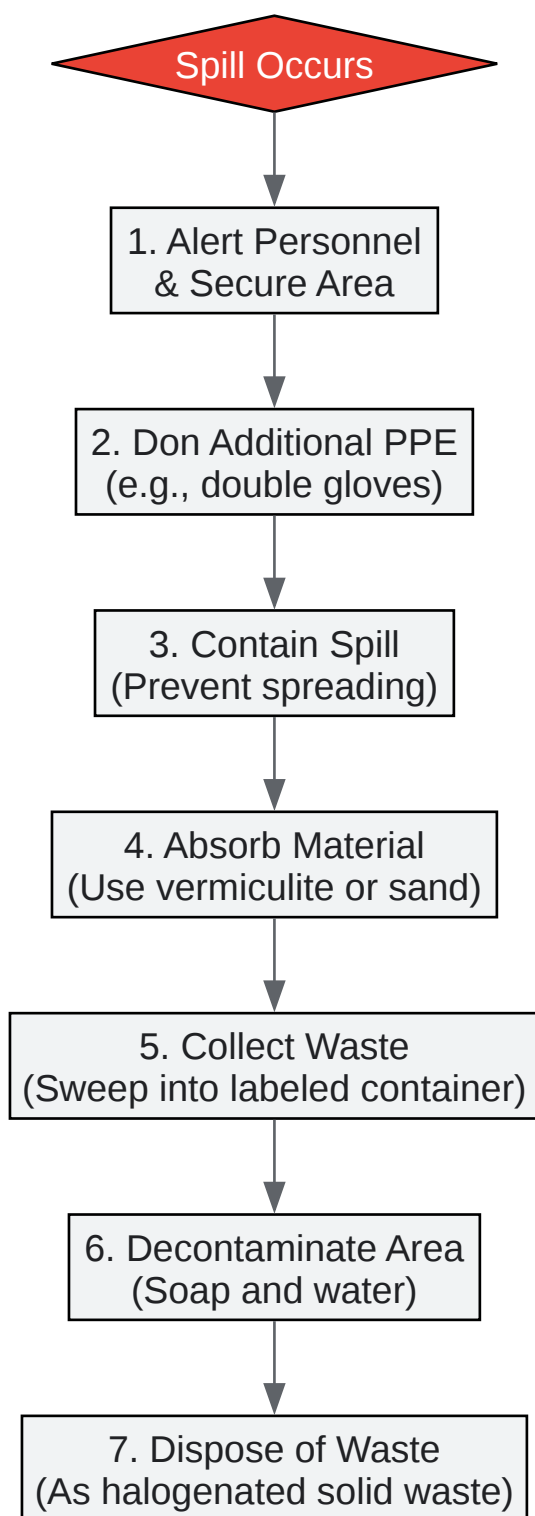 Spill Occurs
1. Alert Personnel
& Secure Area
2. Don Additional PPE
(e.g., double gloves)
3. Contain Spill
(Prevent spreading)
4. Absorb Material
(Use vermiculite or sand)
5. Collect Waste
(Sweep into labeled container)
6. Decontaminate Area
(Soap and water)
7. Dispose of Waste
(As halogenated solid waste)